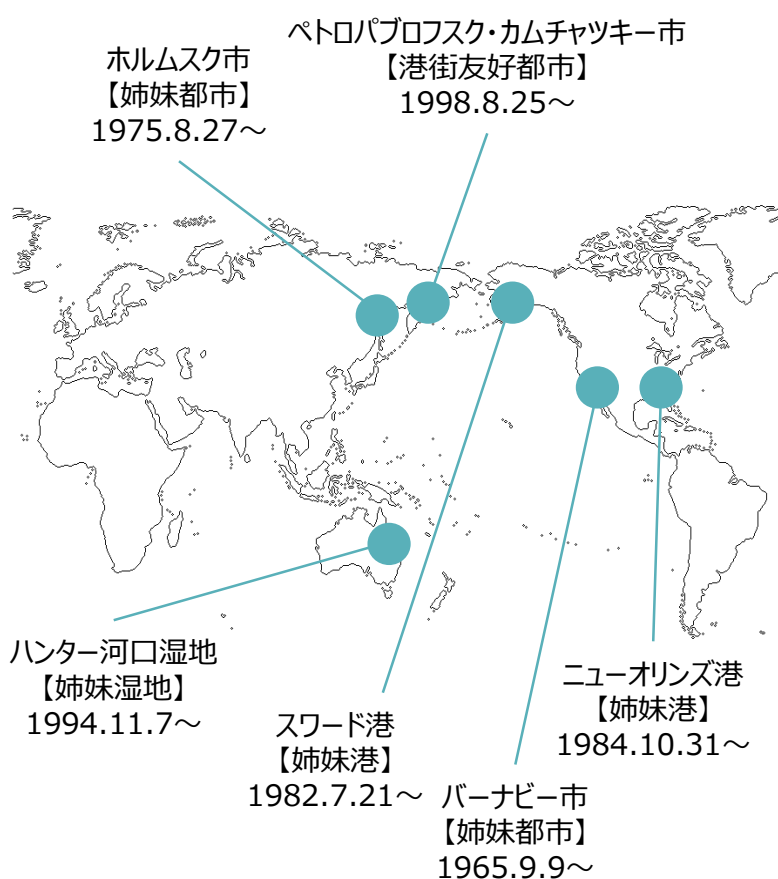 ペトロパブロフスク・カムチャツキー市
【港街友好都市】
1998.8.25～
ホルムスク市
【姉妹都市】
1975.8.27～
ハンター河口湿地
【姉妹湿地】
1994.11.7～
スワード港
【姉妹港】
1982.7.21～
バーナビー市
【姉妹都市】
1965.9.9～
ニューオリンズ港
【姉妹港】
1984.10.31～